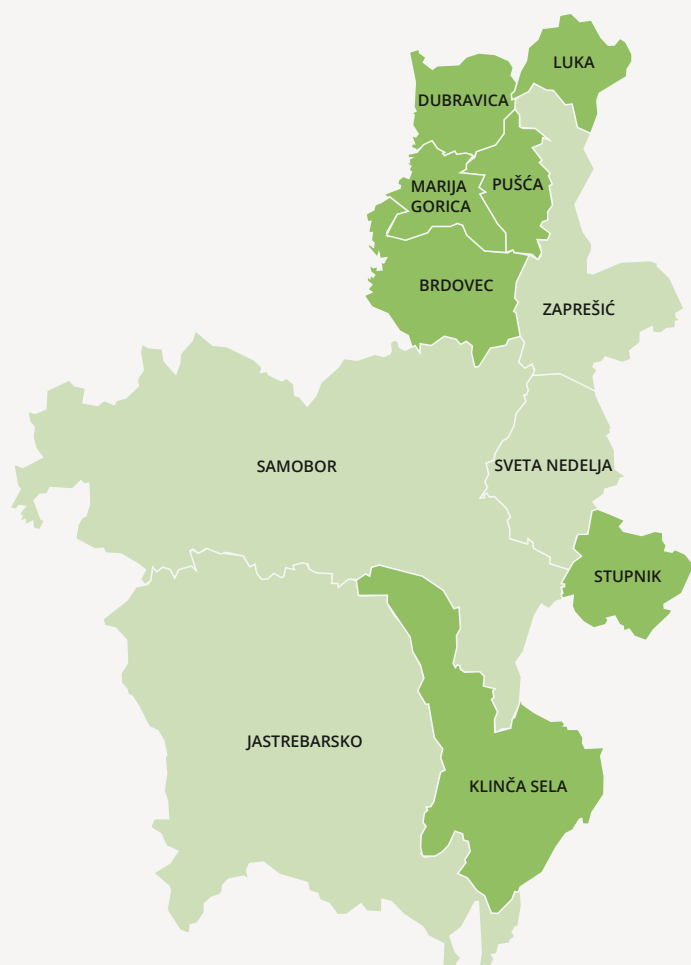 LUKA
DUBRAVICA
MARIJA
GORICA
PUŠĆA
BRDOVEC
ZAPREŠIĆ
SAMOBOR
SVETA NEDELJA
STUPNIK
JASTREBARSKO
KLINČA SELA